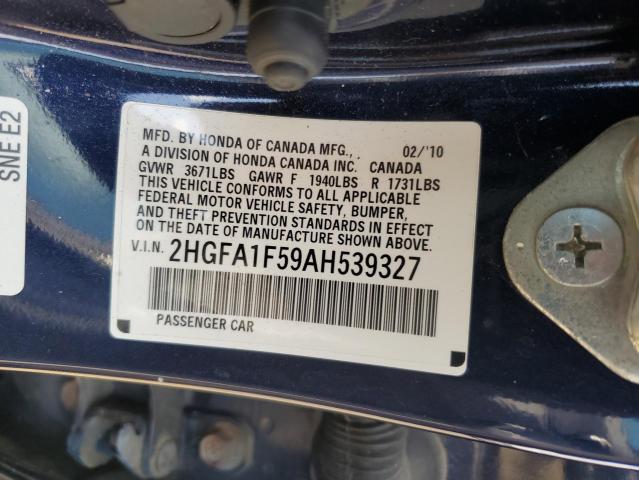 SNE E2
MFD. BY HONDA OF CANADA MFG., 02/'10
A DIVISION OF HONDA CANADA INC. CANADA
GVWR 3671LBS GAWR F 1940LBS R 1731LBS
THIS VEHICLE CONFORMS TO ALL APPLICABLE
FEDERAL MOTOR VEHICLE SAFETY, BUMPER,
AND THEFT PREVENTION STANDARDS IN EFFECT
ON THE DATE OF MANUFACTURE SHOWN ABOVE.
V.I.N. 2HGFA1F59AH539327
PASSENGER CAR